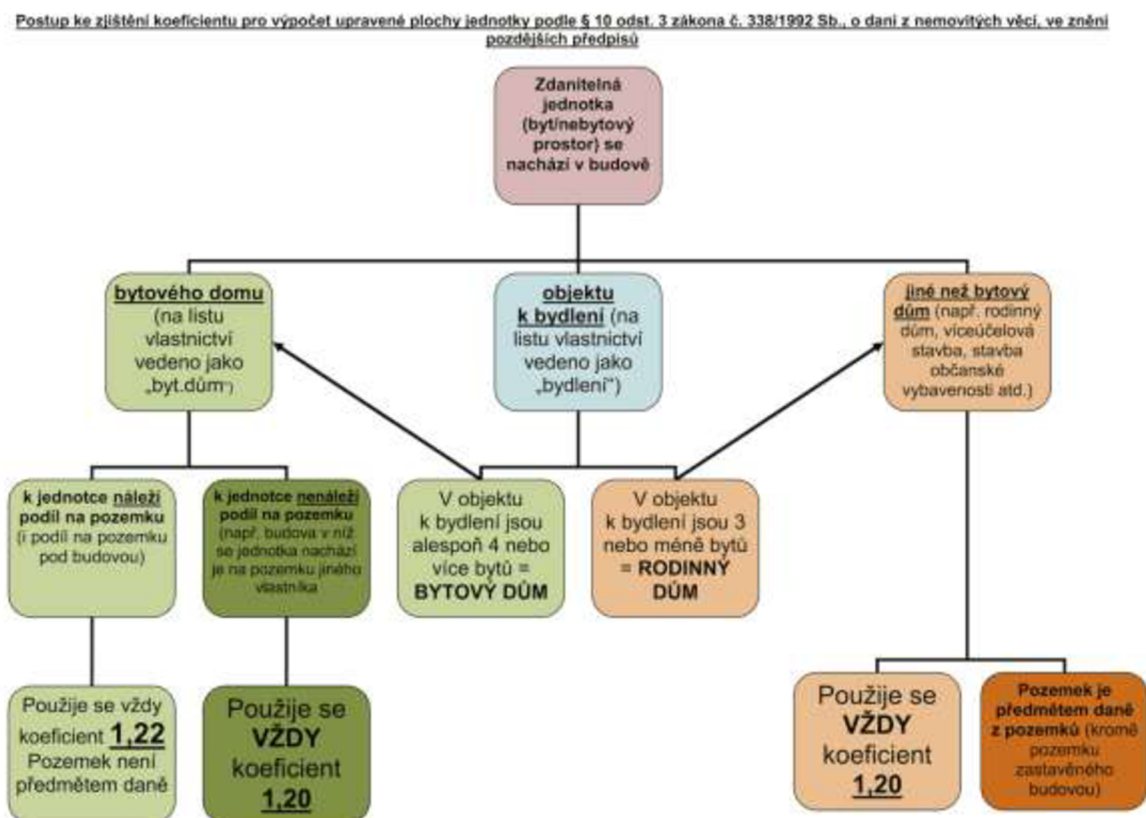 Postup ke zjištění koeficientu pro výpočet upravené plochy jednotky podle § 10 odst. 3 zákona č. 338/1992 Sb., o dani z nemovitých věcí, ve znění
pozdějších předpisů
Zdanitelná
jednotka
(byt/nebytový
prostor) se
nachází v budově
bytového domu
(na listu
vlastnictví
vedeno jako
„byt.dům“)
objektu
k bydlení (na
listu vlastnictví
vedeno jako
„bydlení“)
jiné než bytový
dům (např. rodinný
dům, víceúčelová
stavba, stavba
občanské
vybavenosti atd.)
k jednotce náleží
podíl na pozemku
(i podíl na pozemku
pod budovou)
k jednotce nenáleží
podíl na pozemku
(např. budova v níž
se jednotka nachází
je na pozemku jiného
vlastníka
V objektu
k bydlení jsou
alespoň 4 nebo
více bytů =
BYTOVÝ DŮM
V objektu
k bydlení jsou 3
nebo méně bytů
= RODINNÝ
DŮM
Použije se vždy
koeficient 1,22
Pozemek není
předmětem daně
Použije se
VŽDY
koeficient
1,20
Použije se
VŽDY
koeficient
1,20
Pozemek je
předmětem daně
z pozemků (kromě
pozemku
zastavěného
budovou)